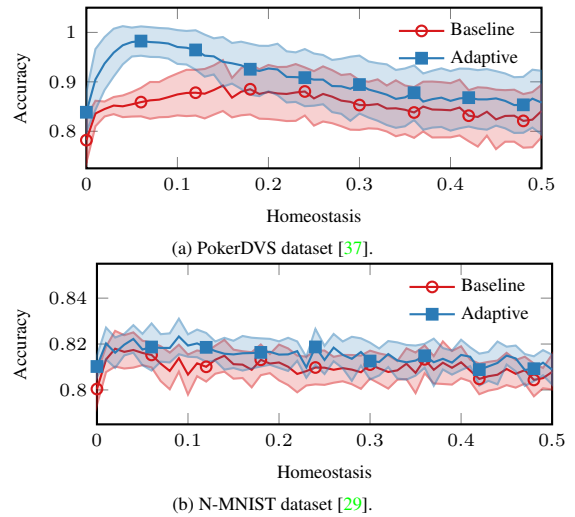 1
0.9
0.8
Accuracy
Baseline
Adaptive
0 0.1 0.2 0.3 0.4 0.5
Homeostasis
(a) PokerDVS dataset [37].
0.84
0.82
0.8
Accuracy
Baseline
Adaptive
0 0.1 0.2 0.3 0.4 0.5
Homeostasis
(b) N-MNIST dataset [29].